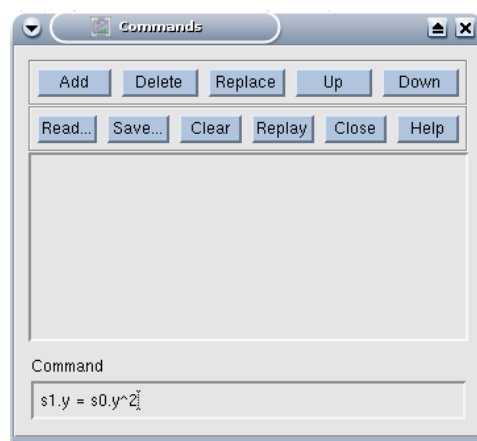 Commands
Add Delete Replace Up Down
Read... Save... Clear Replay Close Help
Command
s1.y = s0.y^2